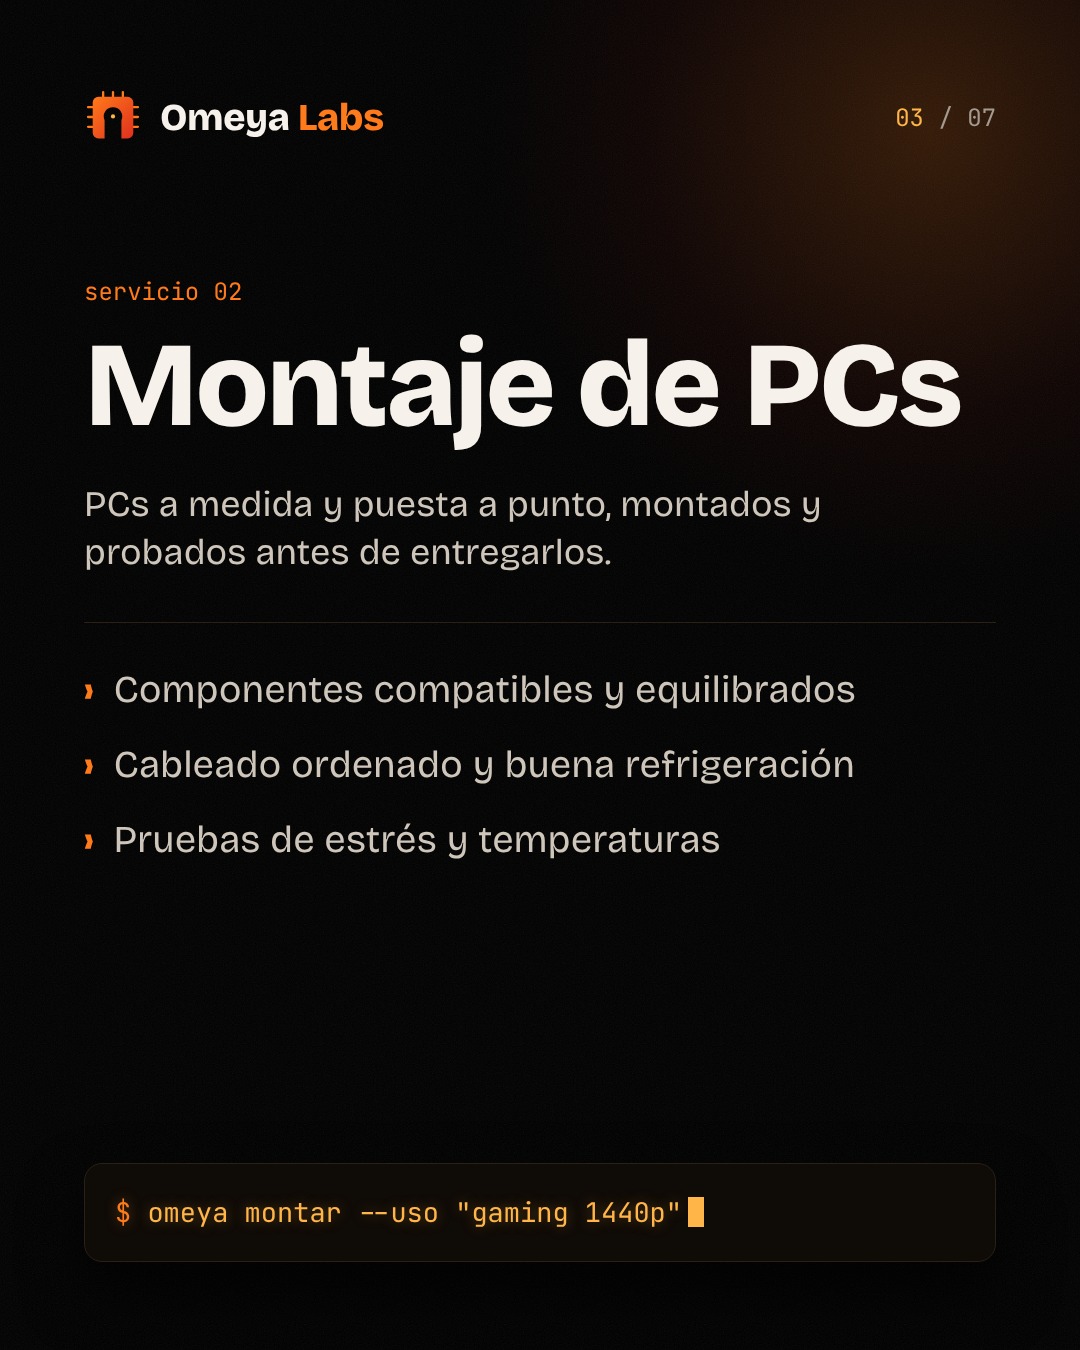 Omeya Labs
03 / 07
servicio 02
Montaje de PCs
PCs a medida y puesta a punto, montados y
probados antes de entregarlos.
› Componentes compatibles y equilibrados
› Cableado ordenado y buena refrigeración
› Pruebas de estrés y temperaturas
$ omeya montar --uso "gaming 1440p"